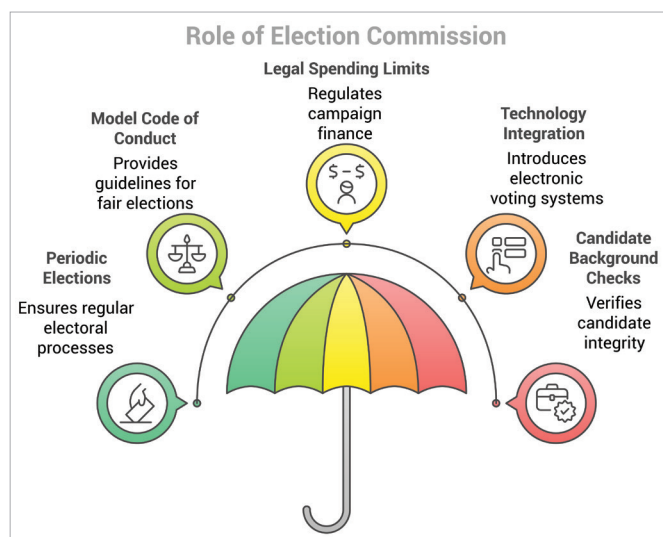 Role of Election Commission
Legal Spending Limits
Regulates
campaign
finance
Model Code of
Conduct
Provides
guidelines for
fair elections
Technology
Integration
Introduces
electronic
voting systems
Periodic
Elections
Ensures regular
electoral
processes
Candidate
Background
Checks
Verifies
candidate
integrity
$ – $